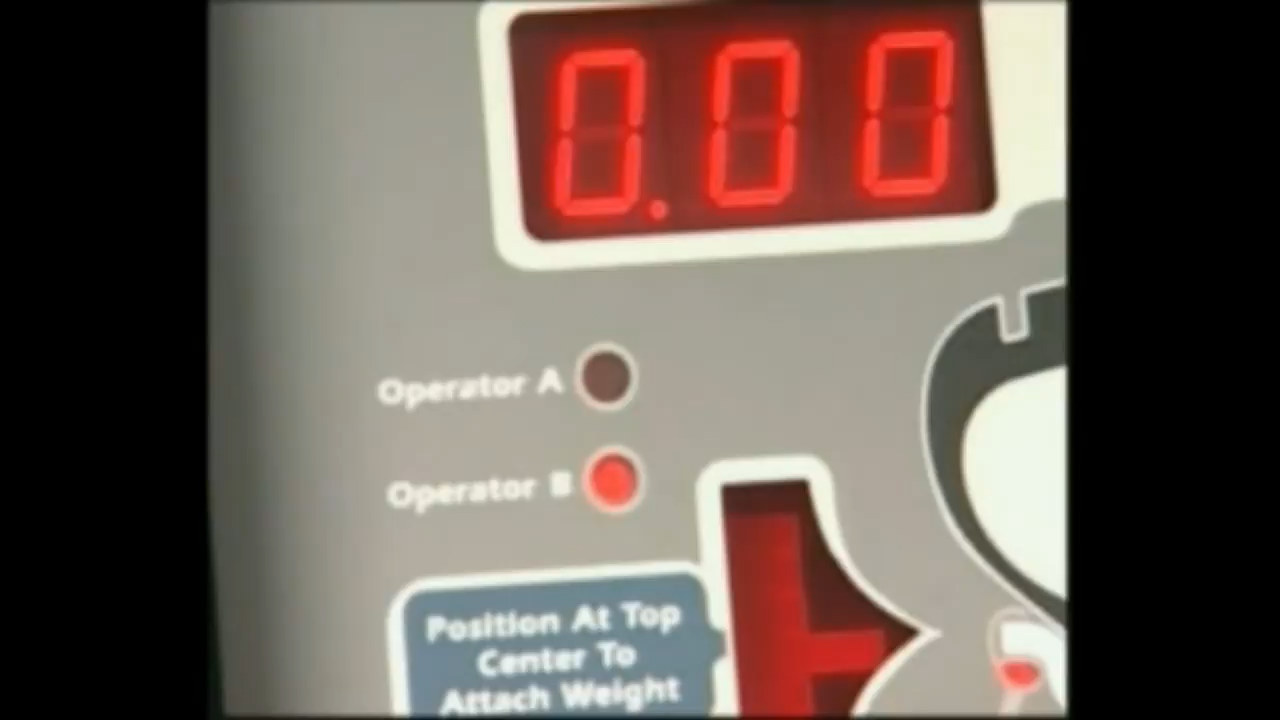 0.00
Operator A
Operator B
Position At Top
Center To
Attach Weight